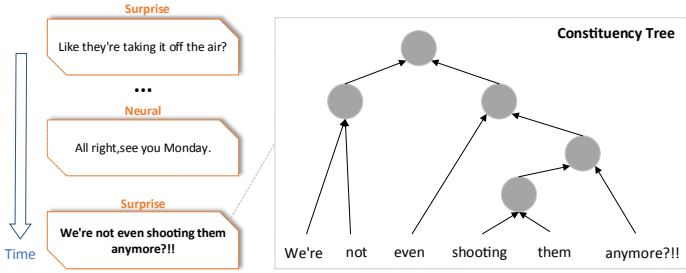 Surprise
Like they're taking it off the air?
...
Neural
All right,see you Monday.
Surprise
We're not even shooting them
anymore?!!
Time
Constituency Tree
We're not even shooting them anymore?!!